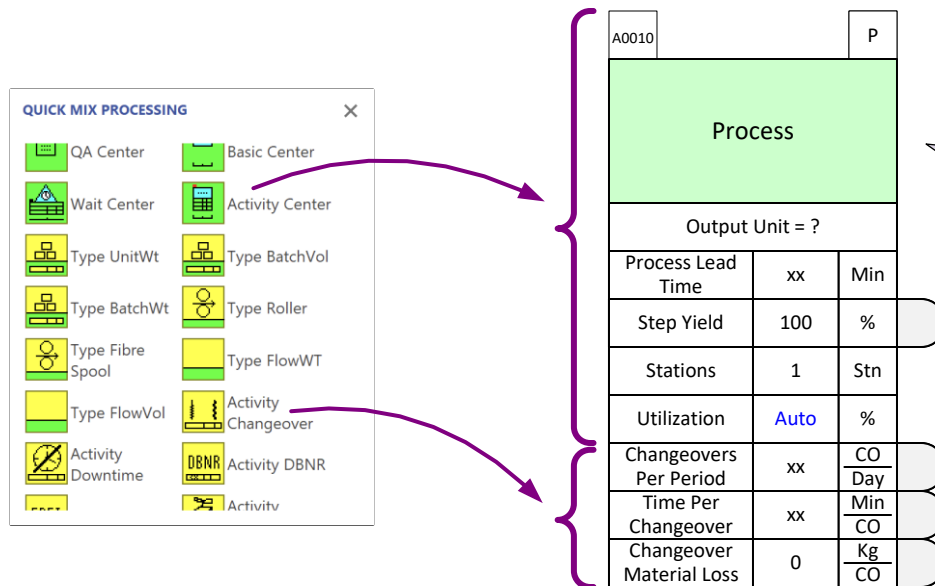 QUICK MIX PROCESSING
QA Center
Basic Center
Wait Center
Activity Center
Type UnitWt
Type BatchVol
Type BatchWt
Type Roller
Type Fibre
Spool
Type FlowWT
Type FlowVol
Activity
Changeover
Activity
Downtime
DBNR
Activity DBNR
Activity
A0010
P
Process
Output Unit = ?
Process Lead
Time
xx
Min
Step Yield
100
%
Stations
1
Stn
Utilization
Auto
%
Changeovers
Per Period
xx
CO
Day
Time Per
Changeover
xx
Min
CO
Changeover
Material Loss
0
Kg
CO